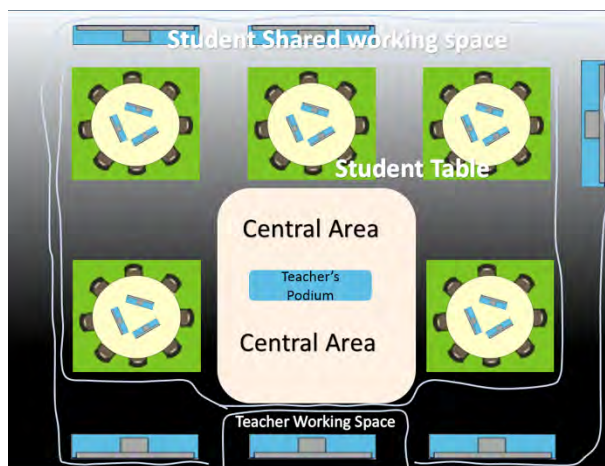 Student Shared working space
Student Table
Central Area
Teacher's
Podium
Central Area
Teacher Working Space